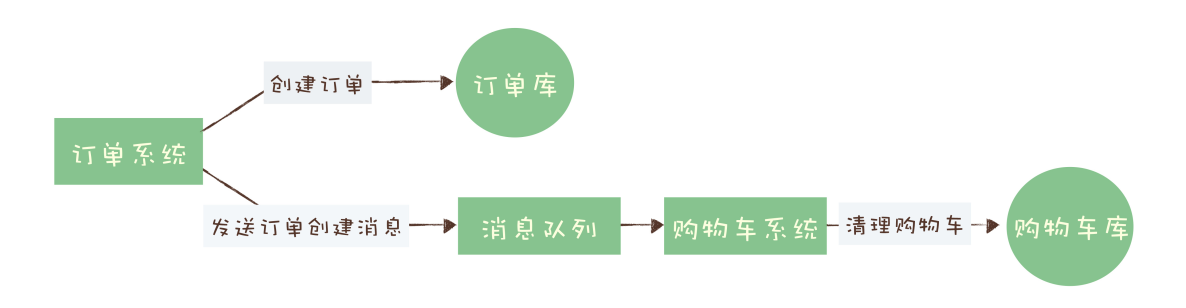 创建订单
订单库
订单系统
发送订单创建消息
消息队列
购物车系统
清理购物车
购物车库